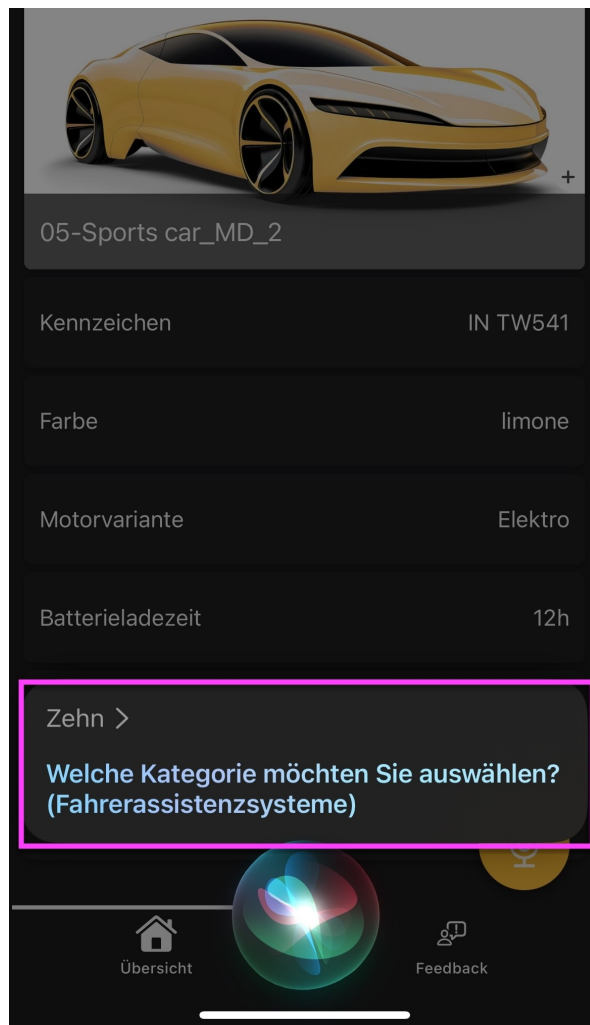 05-Sports car_MD_2
Kennzeichen IN TW541
Farbe limone
Motorvariante Elektro
Batterieladezeit 12h
Zehn >
Welche Kategorie möchten Sie auswählen?
(Fahrerassistenzsysteme)
Übersicht Feedback